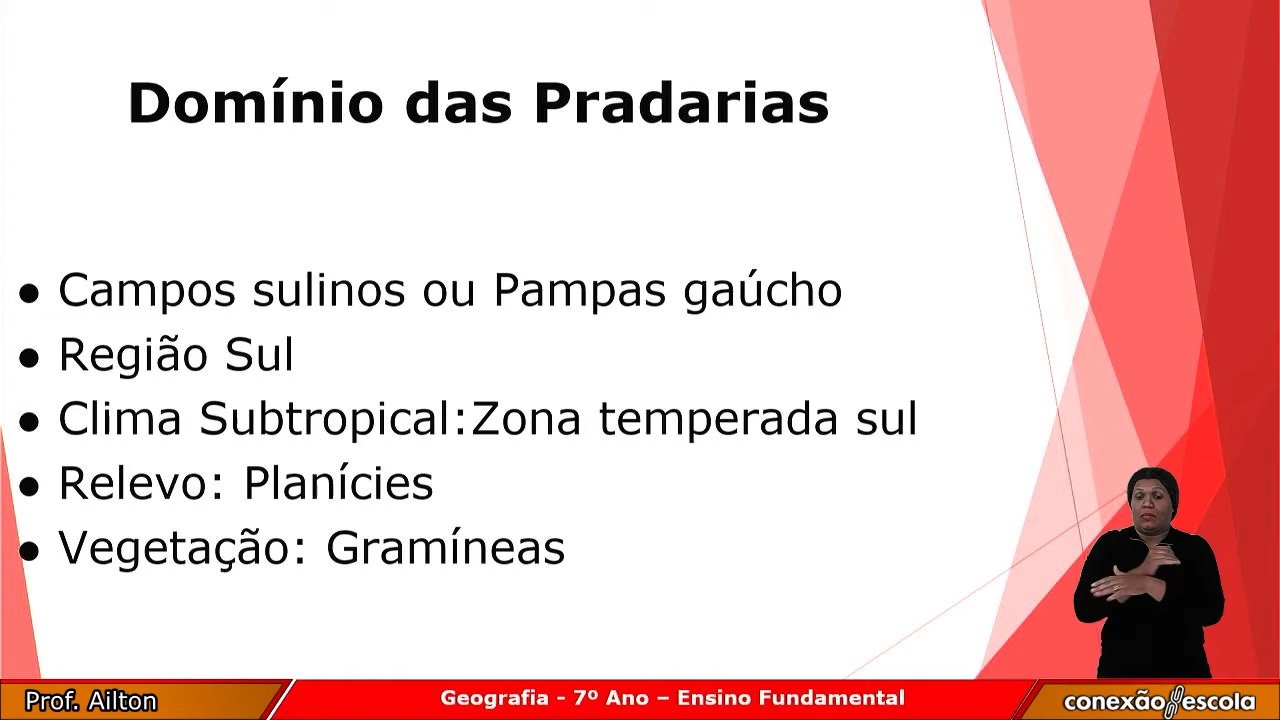 Domínio das Pradarias
● Campos sulinos ou Pampas gaúcho
● Região Sul
● Clima Subtropical:Zona temperada sul
● Relevo: Planícies
● Vegetação: Gramíneas
Prof. Ailton
Geografia - 7º Ano – Ensino Fundamental
conexão escola